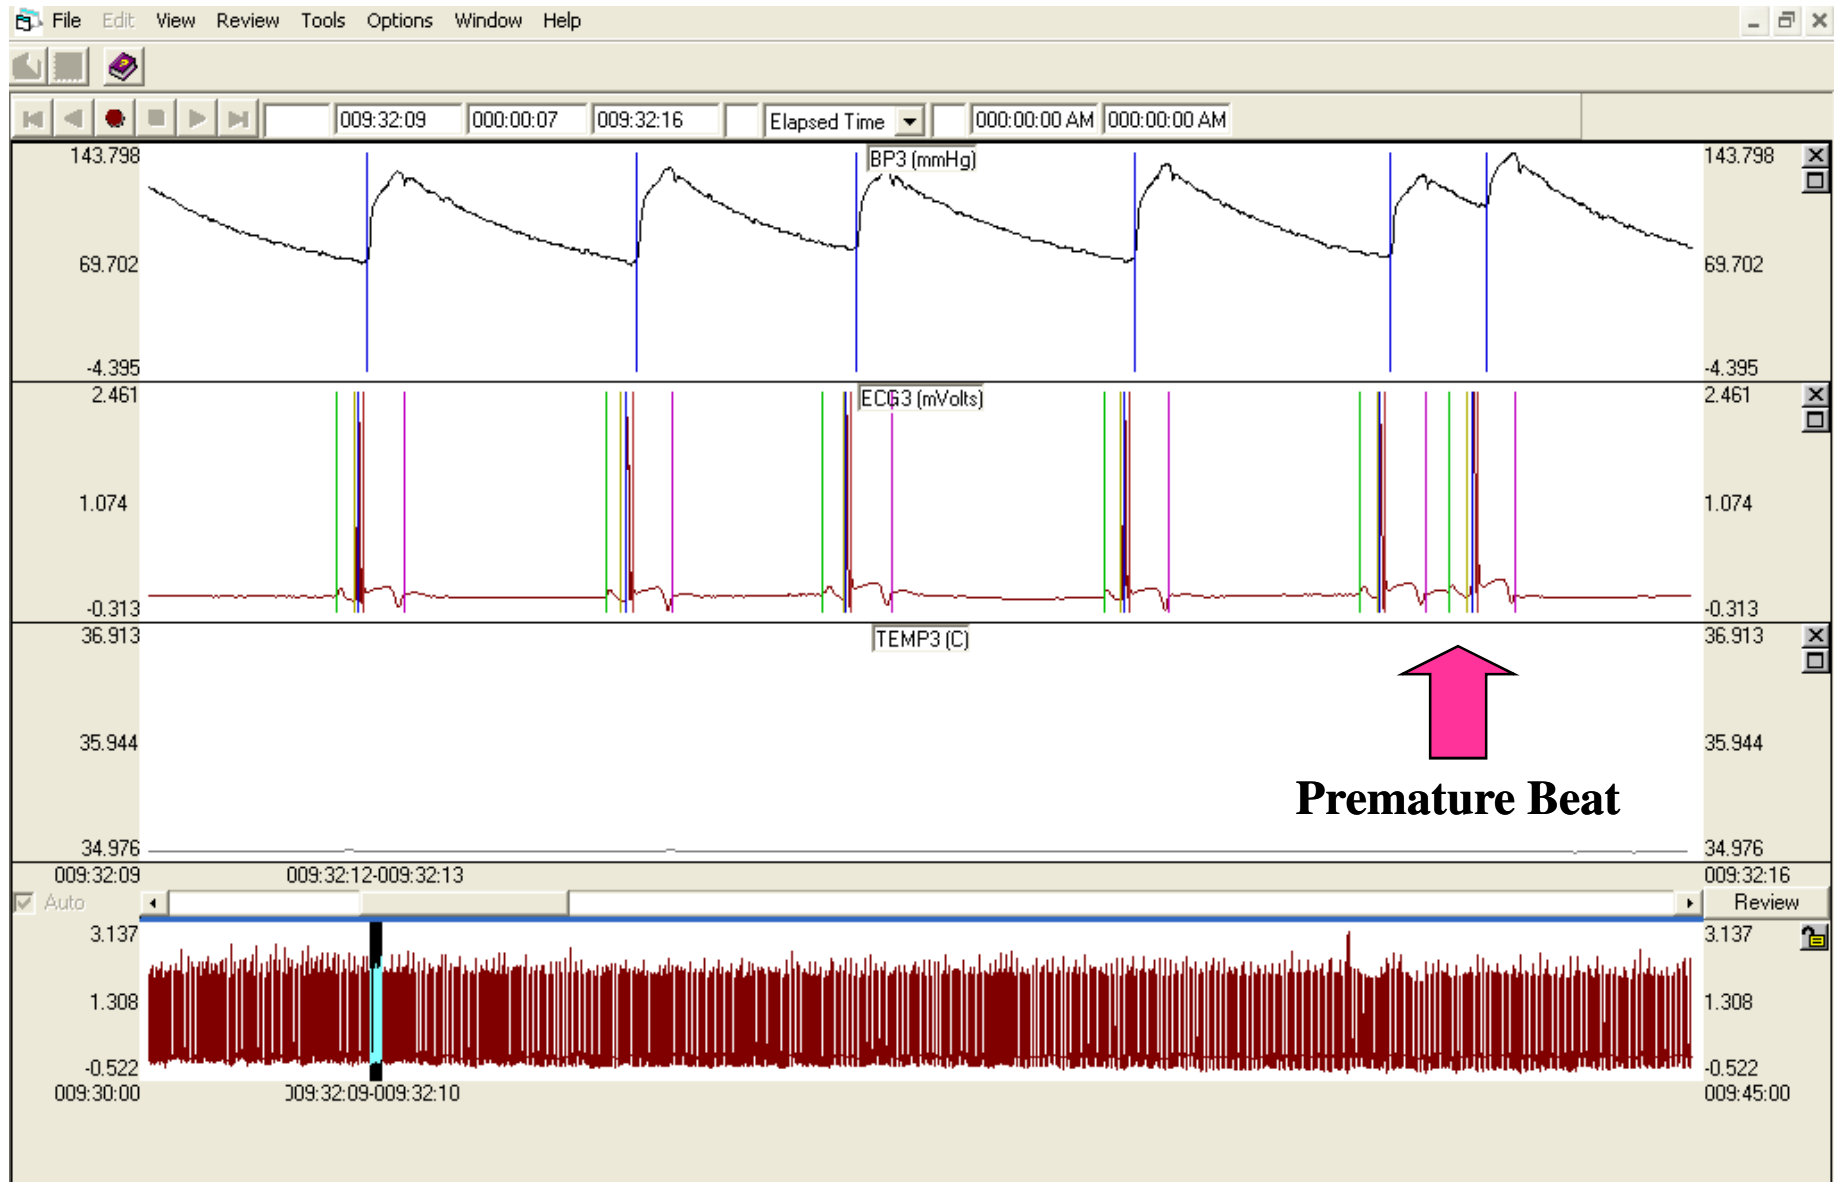 File Edit View Review Tools Options Window Help
009:32:09 000:00:07 009:32:16 Elapsed Time 000:00:00 AM 000:00:00 AM
143.798 BP3 (mmHg) 143.798
69.702 69.702
-4.395 -4.395
2.461 ECG3 (mVolts) 2.461
1.074 1.074
-0.313 -0.313
36.913 TEMP3 (C) 36.913
35.944 35.944
Premature Beat
34.976 34.976
009:32:09 009:32:12-009:32:13 009:32:16
Auto Review
3.137 3.137
1.308 1.308
-0.522 -0.522
009:30:00 009:32:09-009:32:10 009:45:00